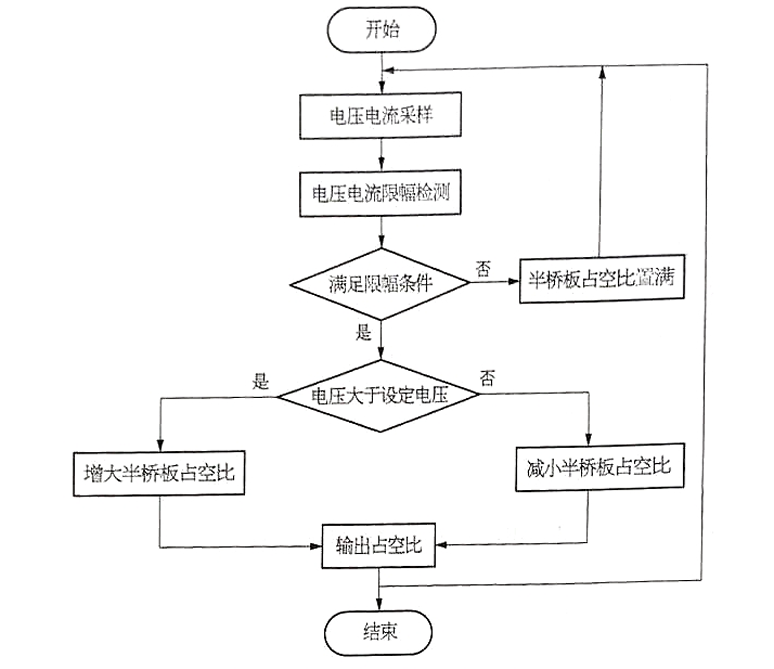 开始
电压电流采样
电压电流限幅检测
满足限幅条件
否
半桥板占空比置满
是
电压大于设定电压
是
否
增大半桥板占空比
减小半桥板占空比
输出占空比
结束